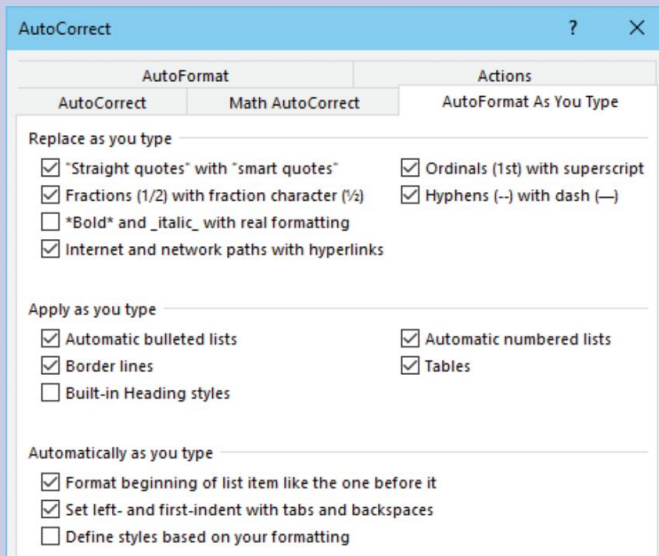 AutoCorrect ? ×
AutoFormat Actions
AutoCorrect Math AutoCorrect AutoFormat As You Type
Replace as you type
"Straight quotes" with “smart quotes” Ordinals (1st) with superscript
Fractions (1/2) with fraction character (½) Hyphens (--) with dash (—)
*Bold* and _italic_ with real formatting
Internet and network paths with hyperlinks
Apply as you type
Automatic bulleted lists Automatic numbered lists
Border lines Tables
Built-in Heading styles
Automatically as you type
Format beginning of list item like the one before it
Set left- and first-indent with tabs and backspaces
Define styles based on your formatting